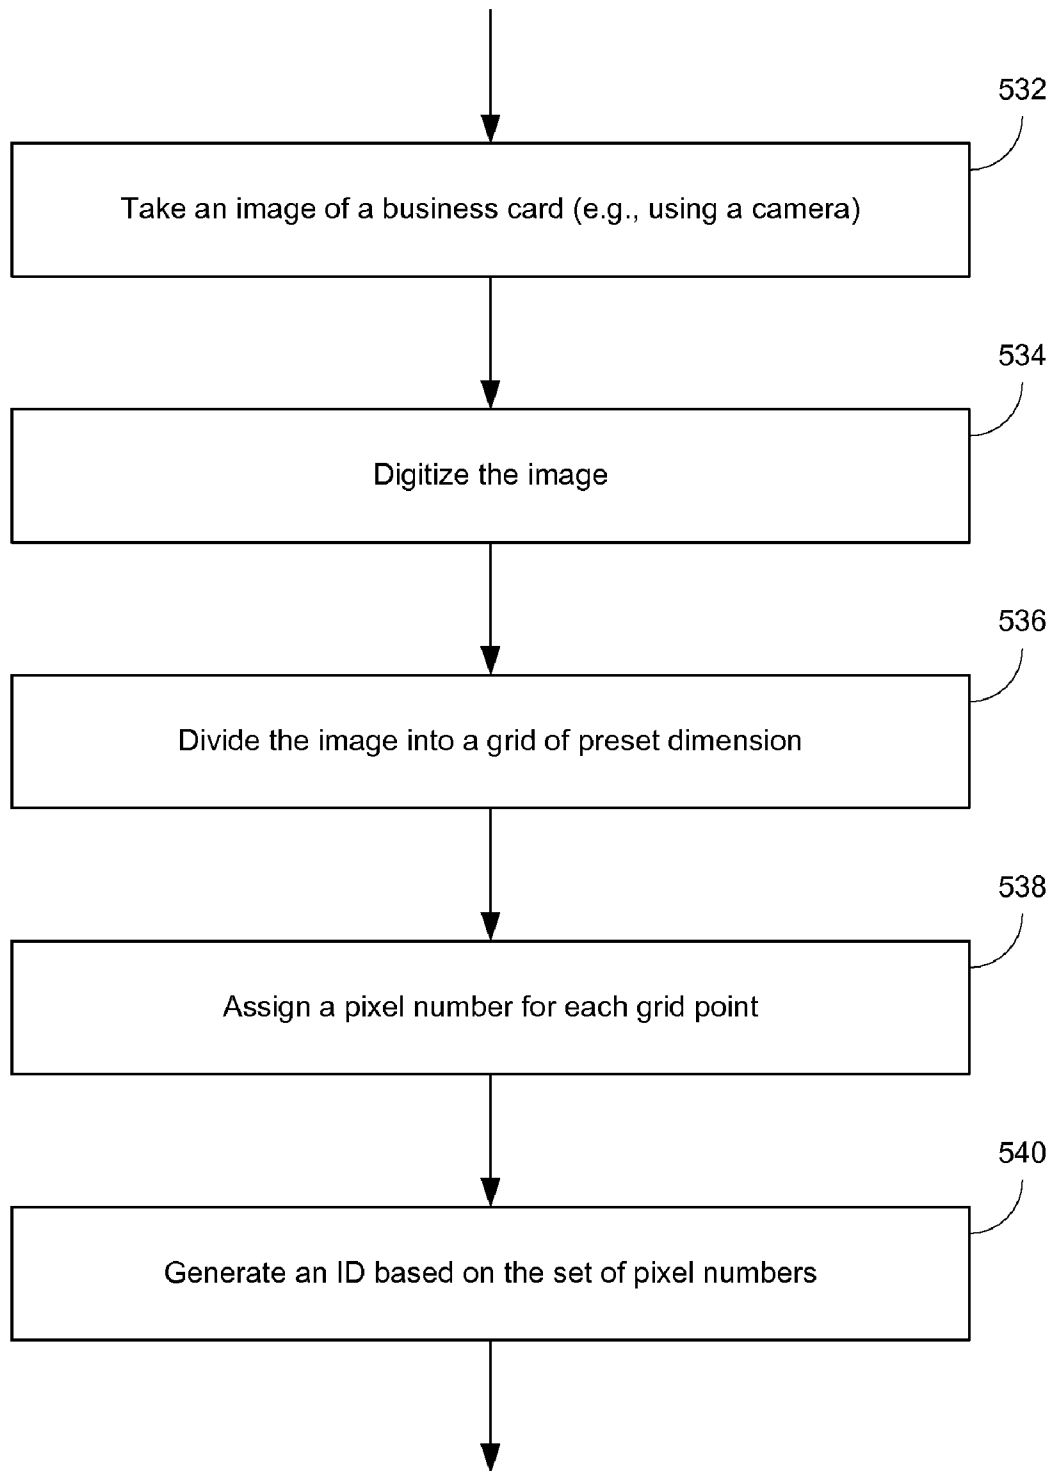 532
Take an image of a business card (e.g., using a camera)
534
Digitize the image
536
Divide the image into a grid of preset dimension
538
Assign a pixel number for each grid point
540
Generate an ID based on the set of pixel numbers